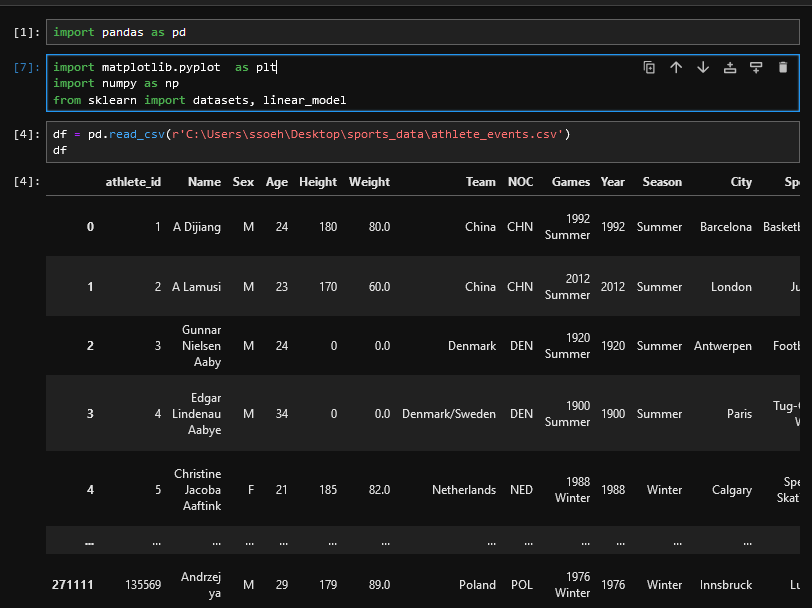 [1]: import pandas as pd
[7]: import matplotlib.pyplot  as plt
import numpy as np
from sklearn import datasets, linear_model
[4]: df = pd.read_csv(r'C:\Users\ssoeh\Desktop\sports_data\athlete_events.csv')
df
[4]: athlete_id Name Sex Age Height Weight Team NOC Games Year Season City
0 1 A Dijiang M 24 180 80.0 China CHN 1992 Summer 1992 Summer Barcelona
1 2 A Lamusi M 23 170 60.0 China CHN 2012 Summer 2012 Summer London
2 3 Gunnar Nielsen Aaby M 24 0 0.0 Denmark DEN 1920 Summer 1920 Summer Antwerpen
3 4 Edgar Lindenau Aabye M 34 0 0.0 Denmark/Sweden DEN 1900 Summer 1900 Summer Paris
4 5 Christine Jacoba Aaftink F 21 185 82.0 Netherlands NED 1988 Winter 1988 Winter Calgary
... ... ... ... ... ... ... ... ... ... ... ... ...
271111 135569 Andrzej ya M 29 179 89.0 Poland POL 1976 Winter 1976 Winter Innsbruck